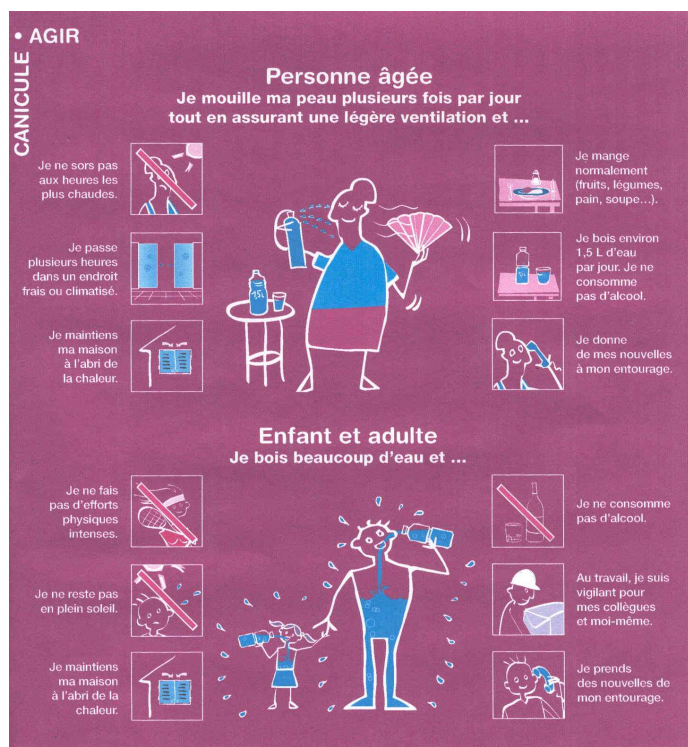 • AGIR
CANICULE
Personne âgée
Je mouille ma peau plusieurs fois par jour
tout en assurant une légère ventilation et ...
Je ne sors pas
aux heures les
plus chaudes.
Je passe
plusieurs heures
dans un endroit
frais ou climatisé.
Je maintiens
ma maison
à l'abri de
la chaleur.
1,5L
Je mange
normalement
(fruits, légumes,
pain, soupe...).
Je bois environ
1,5 L d'eau
par jour. Je ne
consomme
pas d'alcool.
Je donne
de mes nouvelles
à mon entourage.
Enfant et adulte
Je bois beaucoup d'eau et ...
Je ne fais
pas d'efforts
physiques
intenses.
Je ne reste pas
en plein soleil.
Je maintiens
ma maison
à l'abri de la
chaleur.
Je ne consomme
pas d'alcool.
Au travail, je suis
vigilant pour
mes collègues
et moi-même.
Je prends
des nouvelles de
mon entourage.